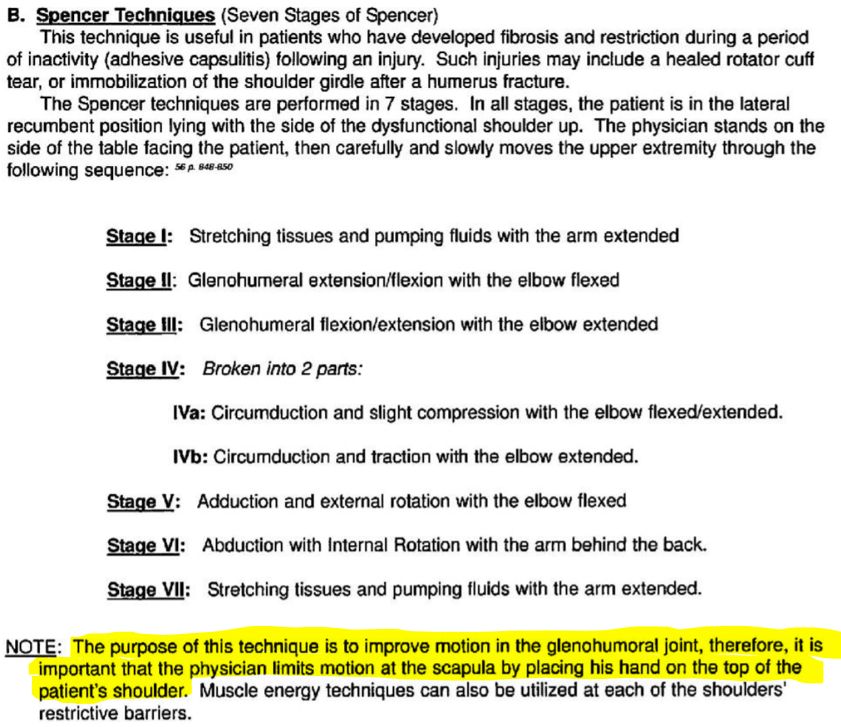 B. Spencer Techniques (Seven Stages of Spencer)
This technique is useful in patients who have developed fibrosis and restriction during a period
of inactivity (adhesive capsulitis) following an injury. Such injuries may include a healed rotator cuff
tear, or immobilization of the shoulder girdle after a humerus fracture.
The Spencer techniques are performed in 7 stages. In all stages, the patient is in the lateral
recumbent position lying with the side of the dysfunctional shoulder up. The physician stands on the
side of the table facing the patient, then carefully and slowly moves the upper extremity through the
following sequence: 56 p. 848-850
Stage I: Stretching tissues and pumping fluids with the arm extended
Stage II: Glenohumeral extension/flexion with the elbow flexed
Stage III: Glenohumeral flexion/extension with the elbow extended
Stage IV: Broken into 2 parts:
IVa: Circumduction and slight compression with the elbow flexed/extended.
IVb: Circumduction and traction with the elbow extended.
Stage V: Adduction and external rotation with the elbow flexed
Stage VI: Abduction with Internal Rotation with the arm behind the back.
Stage VII: Stretching tissues and pumping fluids with the arm extended.
NOTE: The purpose of this technique is to improve motion in the glenohumoral joint, therefore, it is
important that the physician limits motion at the scapula by placing his hand on the top of the
patient's shoulder. Muscle energy techniques can also be utilized at each of the shoulders'
restrictive barriers.